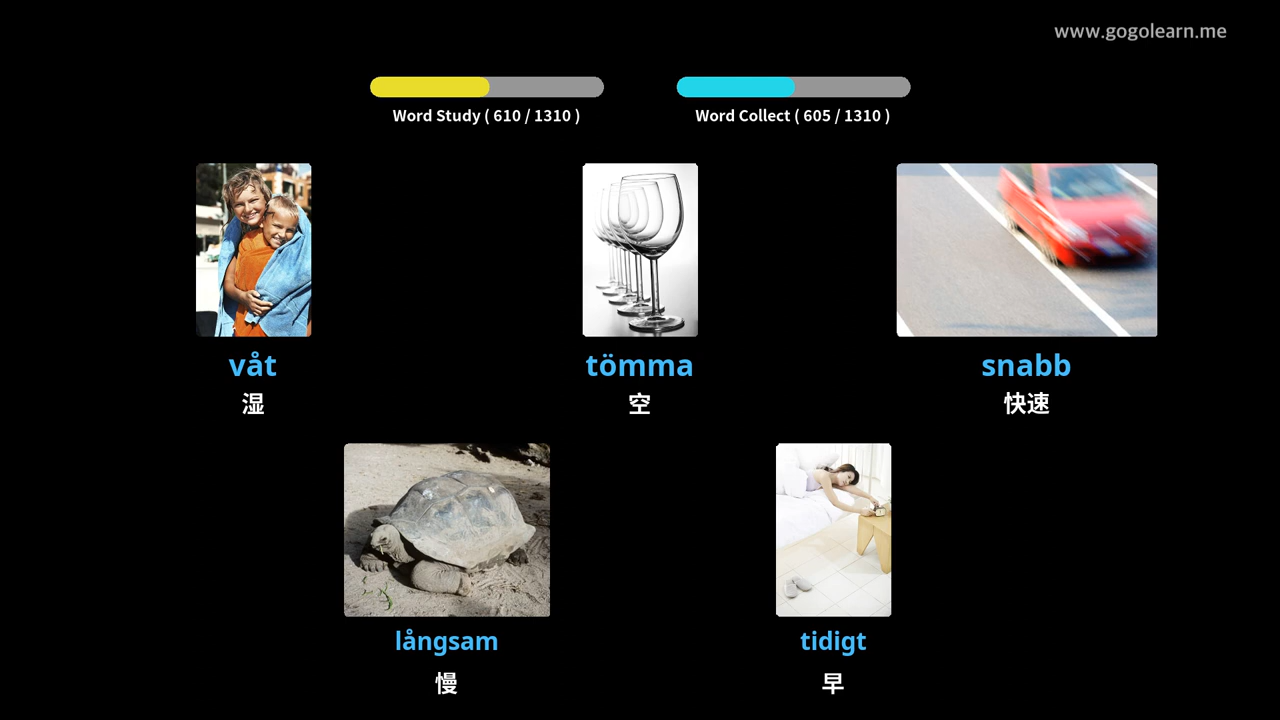 www.gogolearn.me
Word Study ( 610 / 1310 )
Word Collect ( 605 / 1310 )
våt
湿
tömma
空
snabb
快速
långsam
慢
tidigt
早